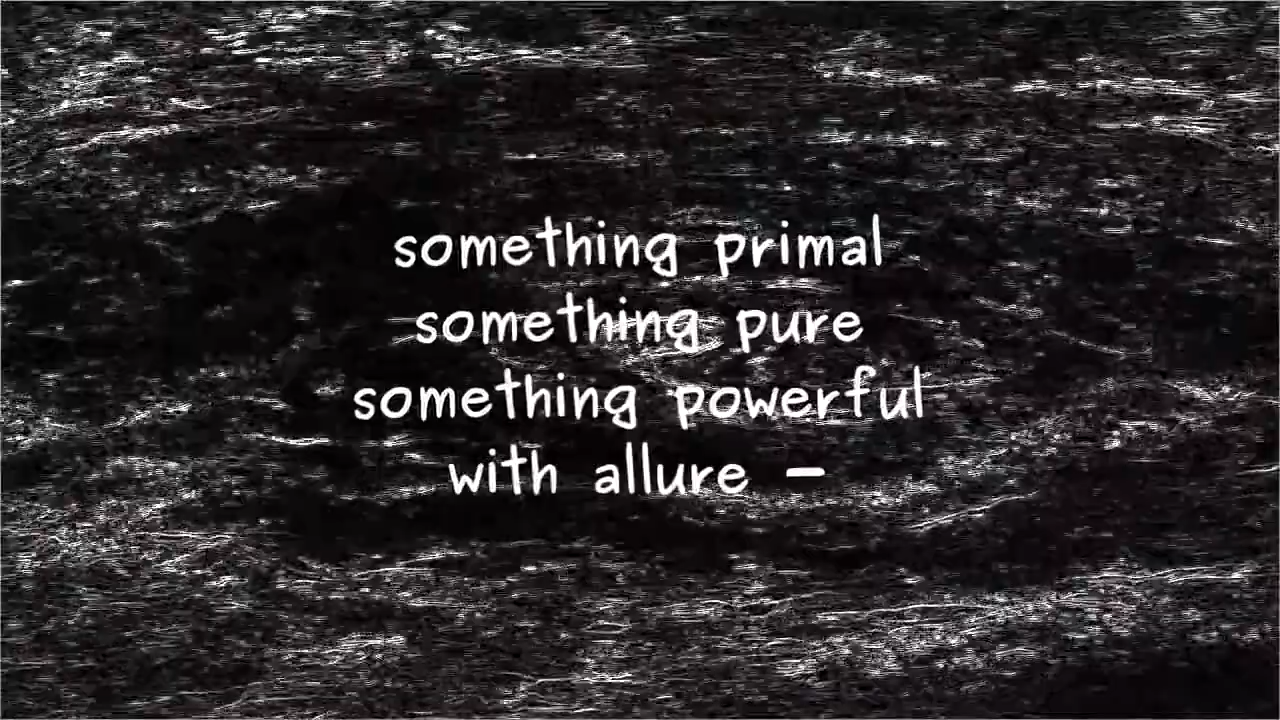 something primal
something pure
something powerful
with allure –